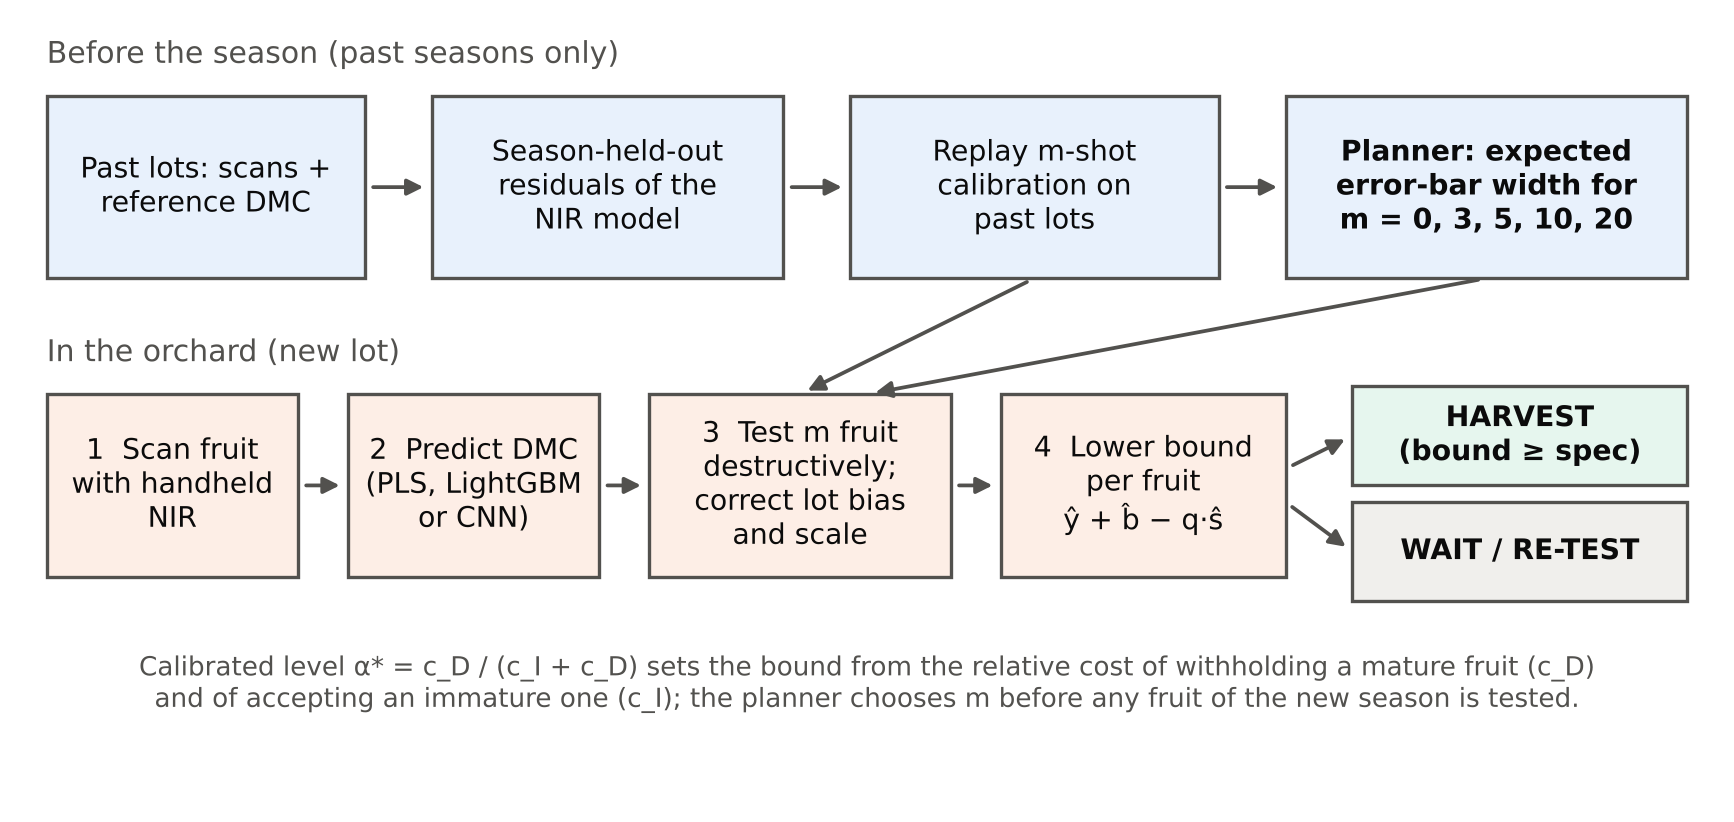 Before the season (past seasons only)
Past lots: scans +
reference DMC
Season-held-out
residuals of the
NIR model
Replay m-shot
calibration on
past lots
Planner: expected
error-bar width for
m = 0, 3, 5, 10, 20
In the orchard (new lot)
1  Scan fruit
with handheld
NIR
2  Predict DMC
(PLS, LightGBM
or CNN)
3  Test m fruit
destructively;
correct lot bias
and scale
4  Lower bound
per fruit
ŷ + b̂ − q·ŝ
HARVEST
(bound ≥ spec)
WAIT / RE-TEST
Calibrated level α* = c_D / (c_I + c_D) sets the bound from the relative cost of withholding a mature fruit (c_D)
and of accepting an immature one (c_I); the planner chooses m before any fruit of the new season is tested.